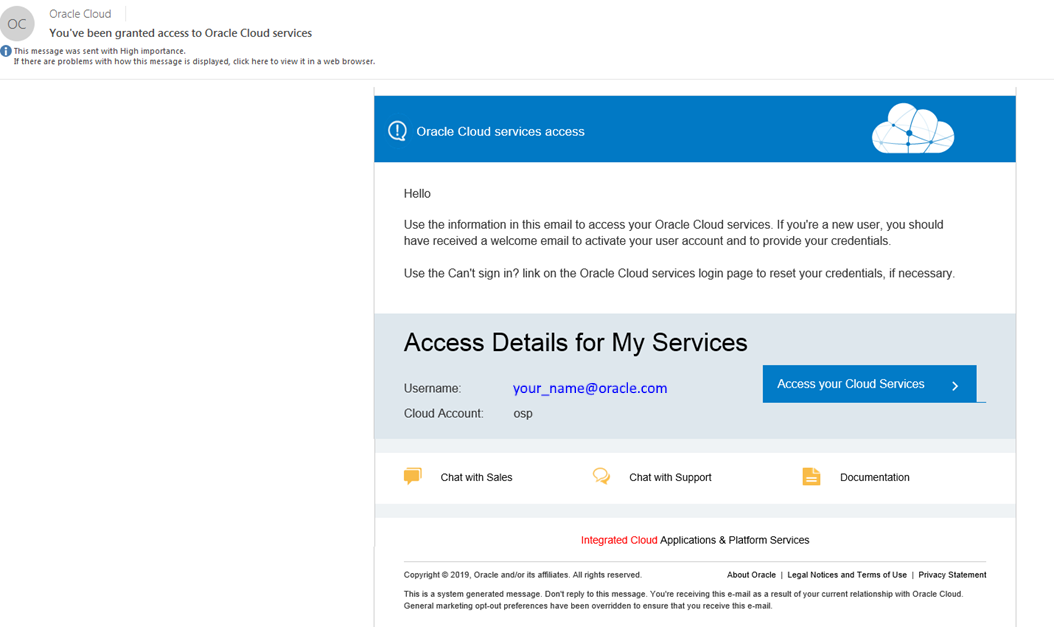 OC
Oracle Cloud
You've been granted access to Oracle Cloud services
This message was sent with High importance.
If there are problems with how this message is displayed, click here to view it in a web browser.
Oracle Cloud services access
Hello
Use the information in this email to access your Oracle Cloud services. If you're a new user, you should
have received a welcome email to activate your user account and to provide your credentials.
Use the Can't sign in? link on the Oracle Cloud services login page to reset your credentials, if necessary.
Access Details for My Services
Username: your_name@oracle.com
Access your Cloud Services
Cloud Account: osp
Chat with Sales Chat with Support Documentation
Integrated Cloud Applications & Platform Services
Copyright © 2019, Oracle and/or its affiliates. All rights reserved. About Oracle | Legal Notices and Terms of Use | Privacy Statement
This is a system generated message. Don't reply to this message. You're receiving this e-mail as a result of your current relationship with Oracle Cloud.
General marketing opt-out preferences have been overridden to ensure that you receive this e-mail.